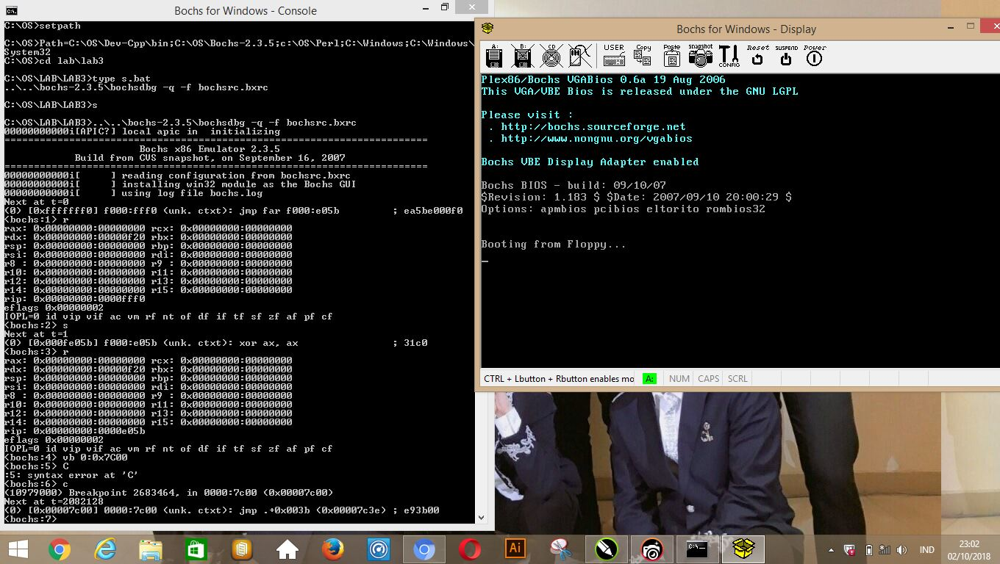 Bochs for Windows - Console
C:\OS>setpath
C:\OS>Path=C:\OS\Dev-Cpp\bin;C:\OS\Bochs-2.3.5;c:\OS\Perl;C:\Windows;C:\Windows\
System32
C:\OS>cd lab\lab3
C:\OS\LAB\LAB3>type s.bat
..\..\bochs-2.3.5\bochsdbg -q -f bochsrc.bxrc
C:\OS\LAB\LAB3>s
C:\OS\LAB\LAB3>..\..\bochs-2.3.5\bochsdbg -q -f bochsrc.bxrc
00000000000i[APIC?] local apic in  initializing
========================================================================
Bochs x86 Emulator 2.3.5
Build from CVS snapshot, on September 16, 2007
========================================================================
00000000000i[     ] reading configuration from bochsrc.bxrc
00000000000i[     ] installing win32 module as the Bochs GUI
00000000000i[     ] using log file bochs.log
Next at t=0
(0) [0xfffffff0] f000:fff0 (unk. ctxt): jmp far f000:e05b         ; ea5be000f0
<bochs:1> r
rax: 0x00000000:00000000 rcx: 0x00000000:00000000
rdx: 0x00000000:00000f20 rbx: 0x00000000:00000000
rsp: 0x00000000:00000000 rbp: 0x00000000:00000000
rsi: 0x00000000:00000000 rdi: 0x00000000:00000000
r8 : 0x00000000:00000000 r9 : 0x00000000:00000000
r10: 0x00000000:00000000 r11: 0x00000000:00000000
r12: 0x00000000:00000000 r13: 0x00000000:00000000
r14: 0x00000000:00000000 r15: 0x00000000:00000000
rip: 0x00000000:0000fff0
eflags 0x00000002
IOPL=0 id vip vif ac vm rf nt of df if tf sf zf af pf cf
<bochs:2> s
Next at t=1
(0) [0x000fe05b] f000:e05b (unk. ctxt): xor ax, ax                ; 31c0
<bochs:3> r
rax: 0x00000000:00000000 rcx: 0x00000000:00000000
rdx: 0x00000000:00000f20 rbx: 0x00000000:00000000
rsp: 0x00000000:00000000 rbp: 0x00000000:00000000
rsi: 0x00000000:00000000 rdi: 0x00000000:00000000
r8 : 0x00000000:00000000 r9 : 0x00000000:00000000
r10: 0x00000000:00000000 r11: 0x00000000:00000000
r12: 0x00000000:00000000 r13: 0x00000000:00000000
r14: 0x00000000:00000000 r15: 0x00000000:00000000
rip: 0x00000000:0000e05b
eflags 0x00000002
IOPL=0 id vip vif ac vm rf nt of df if tf sf zf af pf cf
<bochs:4> vb 0:0x7C00
<bochs:5> C
:5: syntax error at 'C'
<bochs:6> c
(10979000) Breakpoint 2683464, in 0000:7c00 (0x00007c00)
Next at t=2082128
(0) [0x00007c00] 0000:7c00 (unk. ctxt): jmp .+0x003b (0x00007c3e) ; e93b00
<bochs:7>
Bochs for Windows - Display
A: B: CD USER Copy Paste snapshot CONFIG Reset SUSPEND Power
Plex86/Bochs VGABios 0.6a 19 Aug 2006
This VGA/VBE Bios is released under the GNU LGPL
Please visit :
. http://bochs.sourceforge.net
. http://www.nongnu.org/vgabios
Bochs VBE Display Adapter enabled
Bochs BIOS - build: 09/10/07
$Revision: 1.183 $ $Date: 2007/09/10 20:00:29 $
Options: apmbios pcibios eltorito rombios32
Booting from Floppy...
CTRL + Lbutton + Rbutton enables mo A: NUM CAPS SCRL
Ai
IND
23:02
02/10/2018